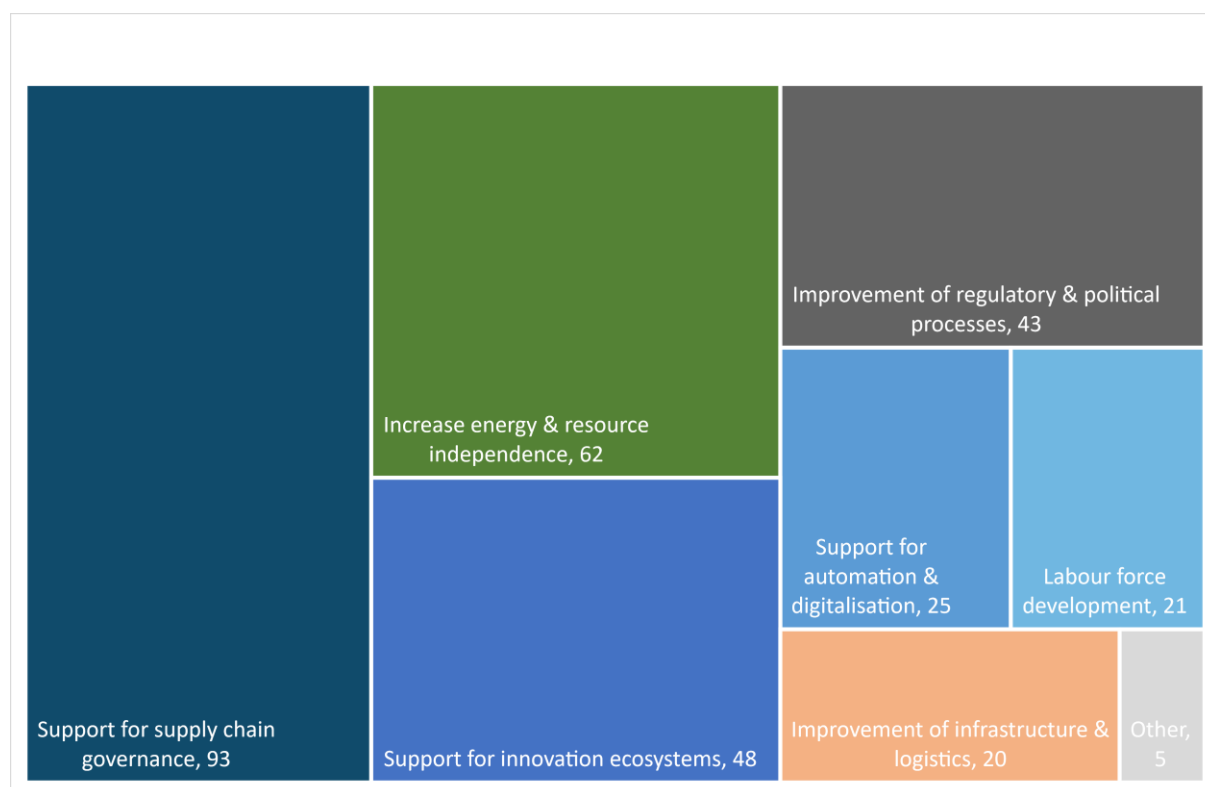 Support for supply chain
governance, 93
Increase energy & resource
independence, 62
Support for innovation ecosystems, 48
Improvement of regulatory & political
processes, 43
Support for
automation &
digitalisation, 25
Labour force
development, 21
Improvement of infrastructure &
logistics, 20
Other,
5